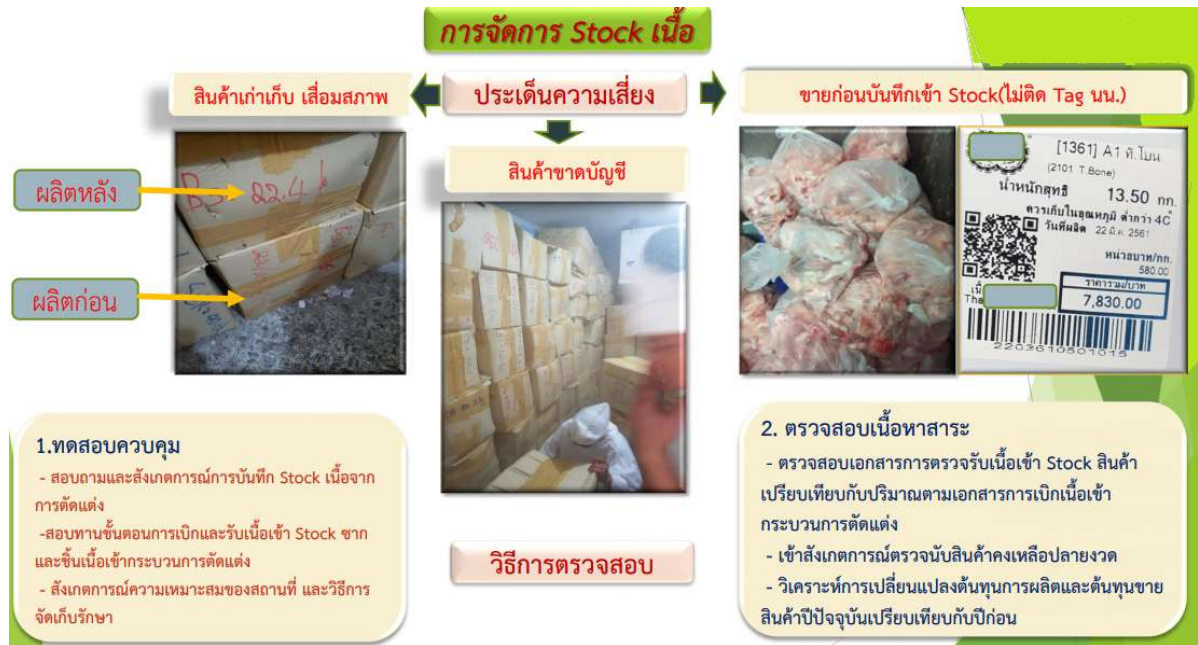 การจัดการ Stock เนื้อ
สินค้าเก่าเก็บ เสื่อมสภาพ
ประเด็นความเสี่ยง
ขายก่อนบันทึกเข้า Stock(ไม่ติด Tag นน.)
สินค้าขาดบัญชี
ผลิตหลัง
ผลิตก่อน
B3
22.4
[1361] A1 ที.โบน
(2101 T.Bone)
น้ำหนักสุทธิ 13.50 กก.
ควรเก็บในอุณหภูมิ ต่ำกว่า 4C°
วันที่ผลิต 22 มี.ค. 2561
หน่วยบาท/กก.
580.00
ราคารวม/บาท
7,830.00
2203610501015
1.ทดสอบควบคุม
- สอบถามและสังเกตการณ์การบันทึก Stock เนื้อจาก
การตัดแต่ง
-สอบทานขั้นตอนการเบิกและรับเนื้อเข้า Stock ซาก
และชิ้นเนื้อเข้ากระบวนการตัดแต่ง
- สังเกตการณ์ความเหมาะสมของสถานที่ และวิธีการ
จัดเก็บรักษา
วิธีการตรวจสอบ
2. ตรวจสอบเนื้อหาสาระ
- ตรวจสอบเอกสารการตรวจรับเนื้อเข้า Stock สินค้า
เปรียบเทียบกับปริมาณตามเอกสารการเบิกเนื้อเข้า
กระบวนการตัดแต่ง
- เข้าสังเกตการณ์ตรวจนับสินค้าคงเหลือปลายงวด
- วิเคราะห์การเปลี่ยนแปลงต้นทุนการผลิตและต้นทุนขาย
สินค้าปีปัจจุบันเปรียบเทียบกับปีก่อน